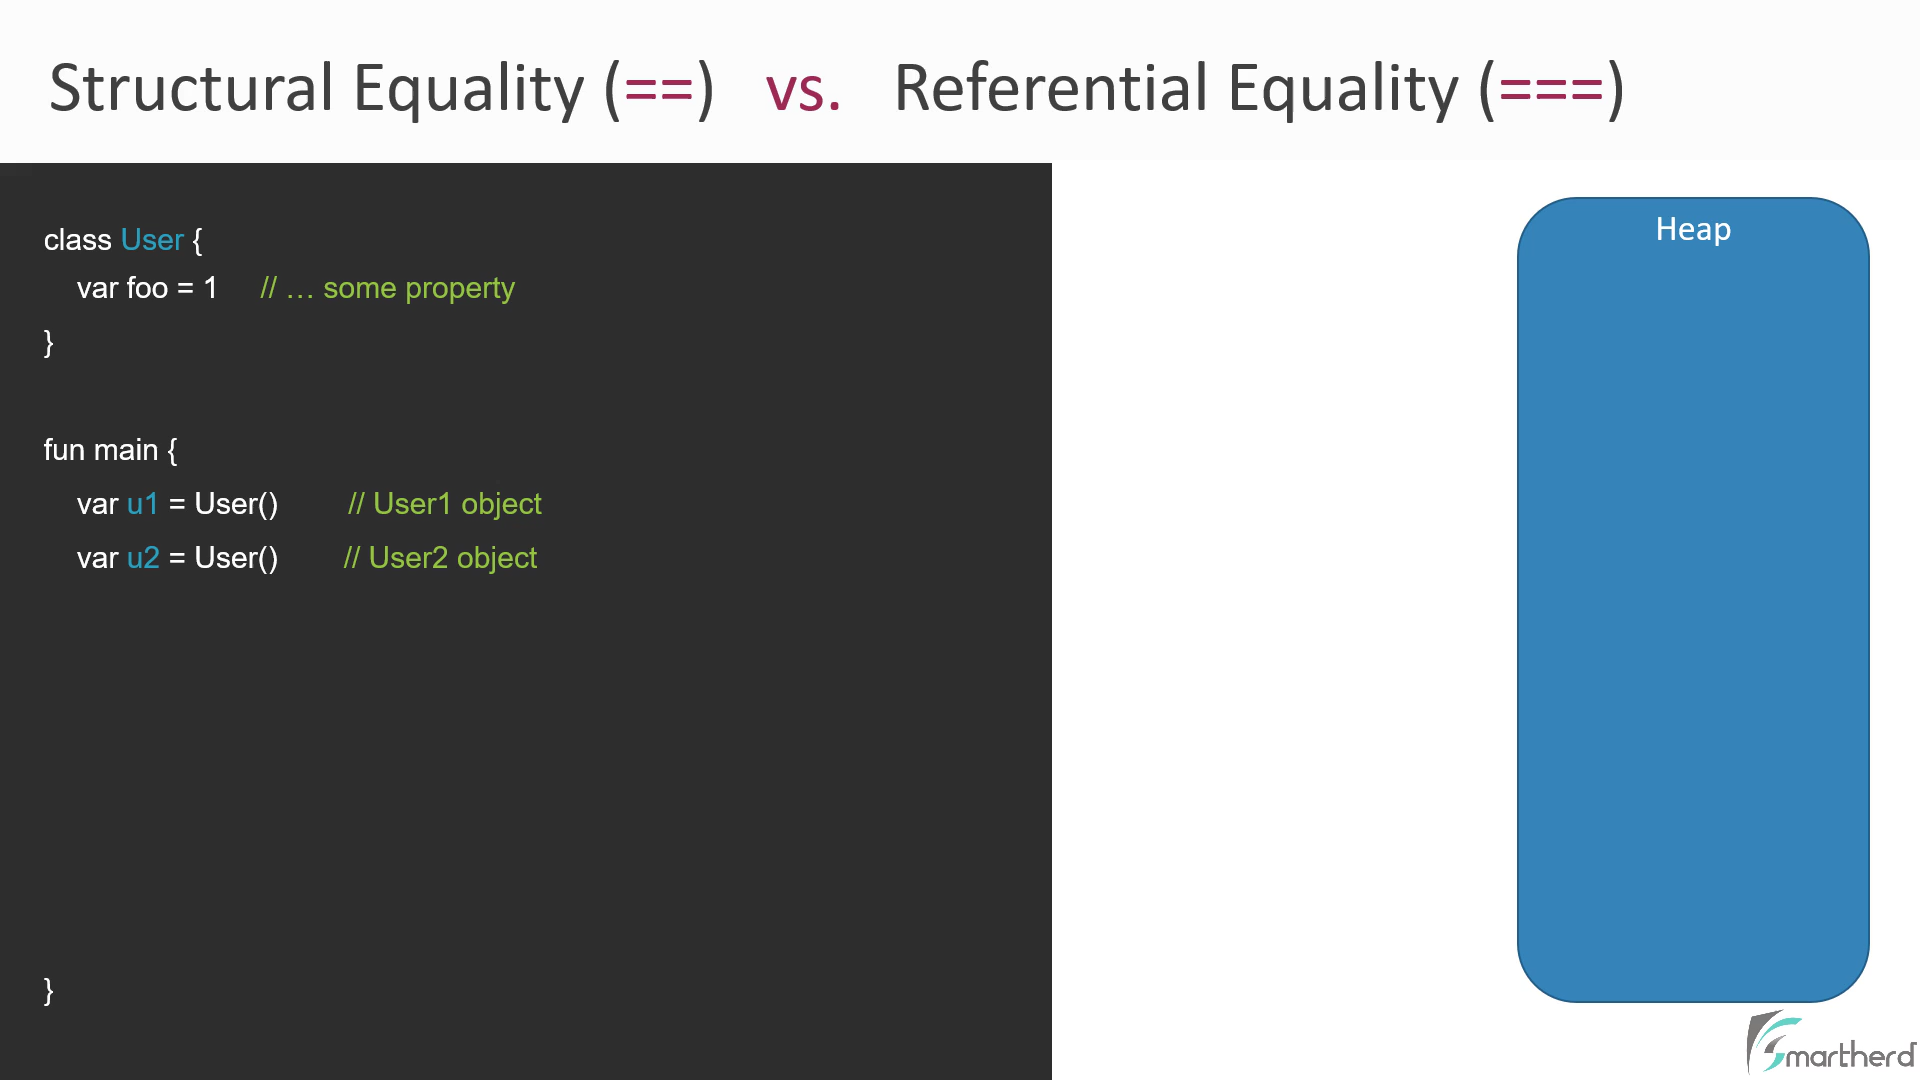 Structural Equality (==) vs. Referential Equality (===)
class User {
var foo = 1 // … some property
}
fun main {
var u1 = User() // User1 object
var u2 = User() // User2 object
}
Heap
Smartherd